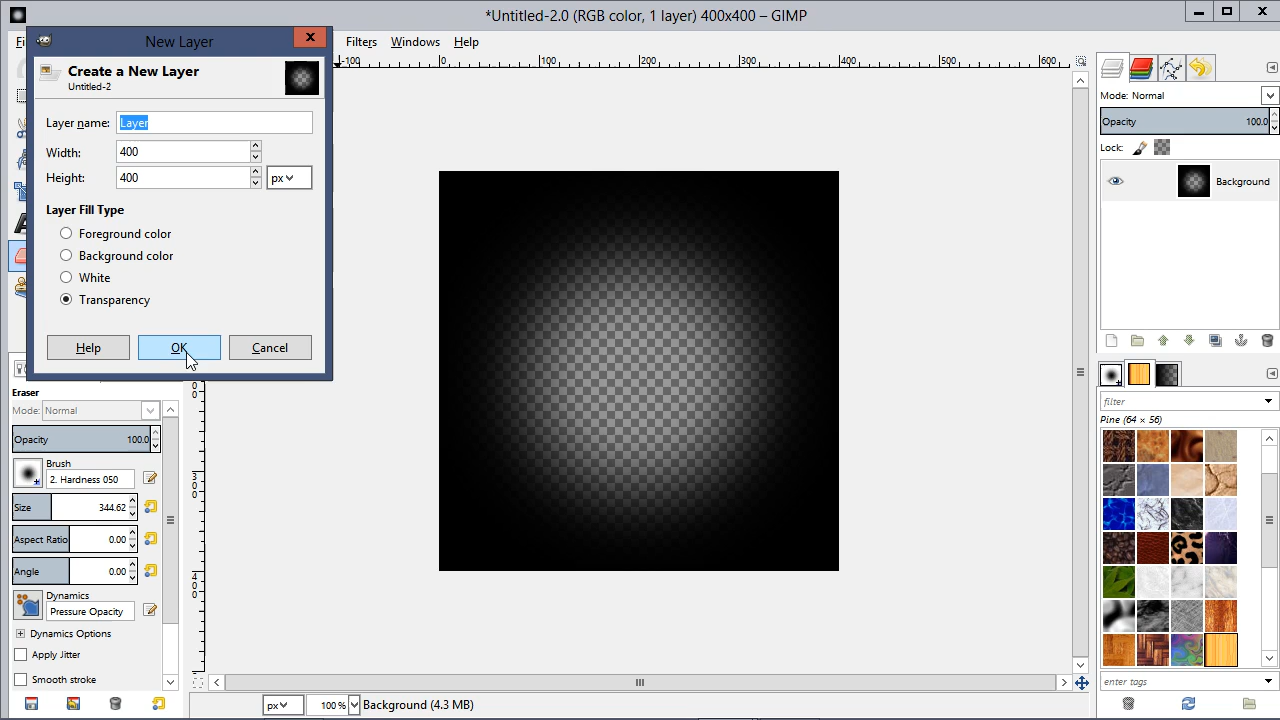 *Untitled-2.0 (RGB color, 1 layer) 400x400 – GIMP
Filters Windows Help
New Layer
Create a New Layer
Untitled-2
Layer name: Layer
Width: 400
Height: 400 px
Layer Fill Type
Foreground color
Background color
White
Transparency
Help OK Cancel
-100 0 100 200 300 400 500 600
Mode: Normal
Opacity 100.0
Lock:
Background
filter
Pine (64 × 56)
enter tags
Eraser
Mode: Normal
Opacity 100.0
Brush
2. Hardness 050
Size 344.62
Aspect Ratio 0.00
Angle 0.00
Dynamics
Pressure Opacity
Dynamics Options
Apply Jitter
Smooth stroke
300
400
px 100 % Background (4.3 MB)